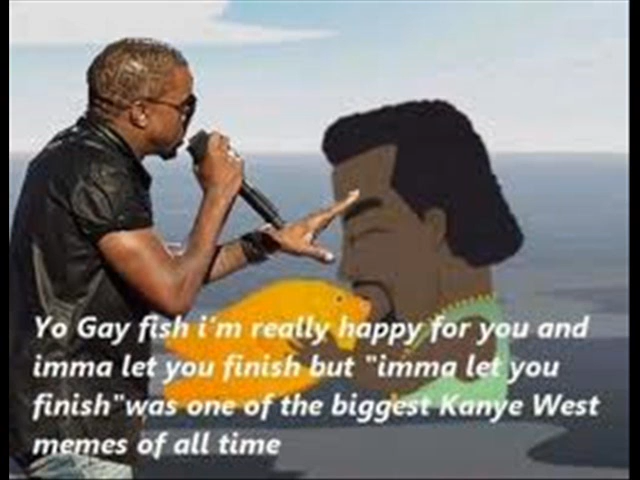 Yo Gay fish i'm really happy for you and
imma let you finish but "imma let you
finish"was one of the biggest Kanye West
memes of all time